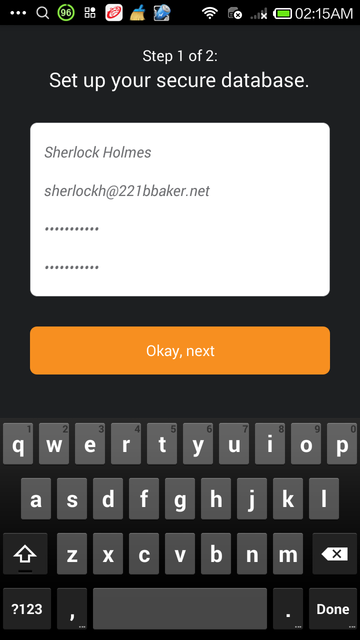 96 02:15AM
Step 1 of 2:
Set up your secure database.
Sherlock Holmes
sherlockh@221bbaker.net
•••••••••••
•••••••••••
Okay, next
1 2 3 4 5 6 7 8 9 0
q w e r t y u i o p
a s d f g h j k l
z x c v b n m
?123 , ... . ... Done